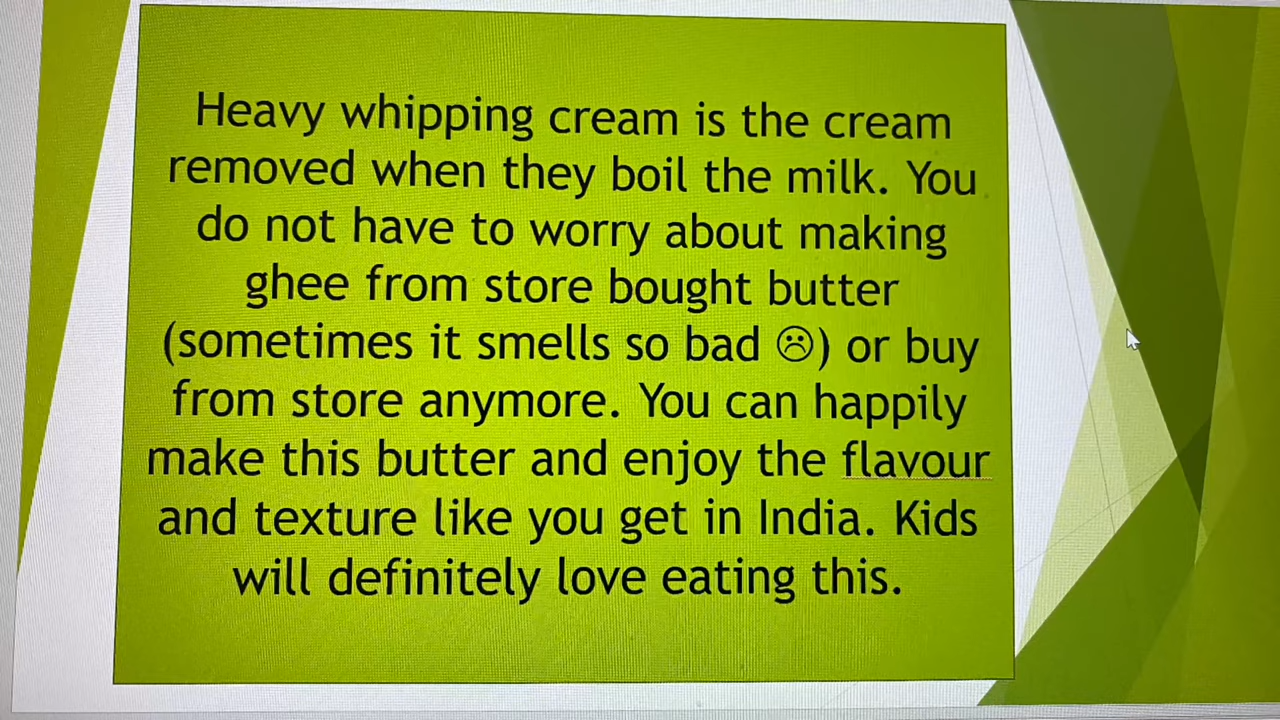 Heavy whipping cream is the cream
removed when they boil the milk. You
do not have to worry about making
ghee from store bought butter
(sometimes it smells so bad ☹) or buy
from store anymore. You can happily
make this butter and enjoy the flavour
and texture like you get in India. Kids
will definitely love eating this.